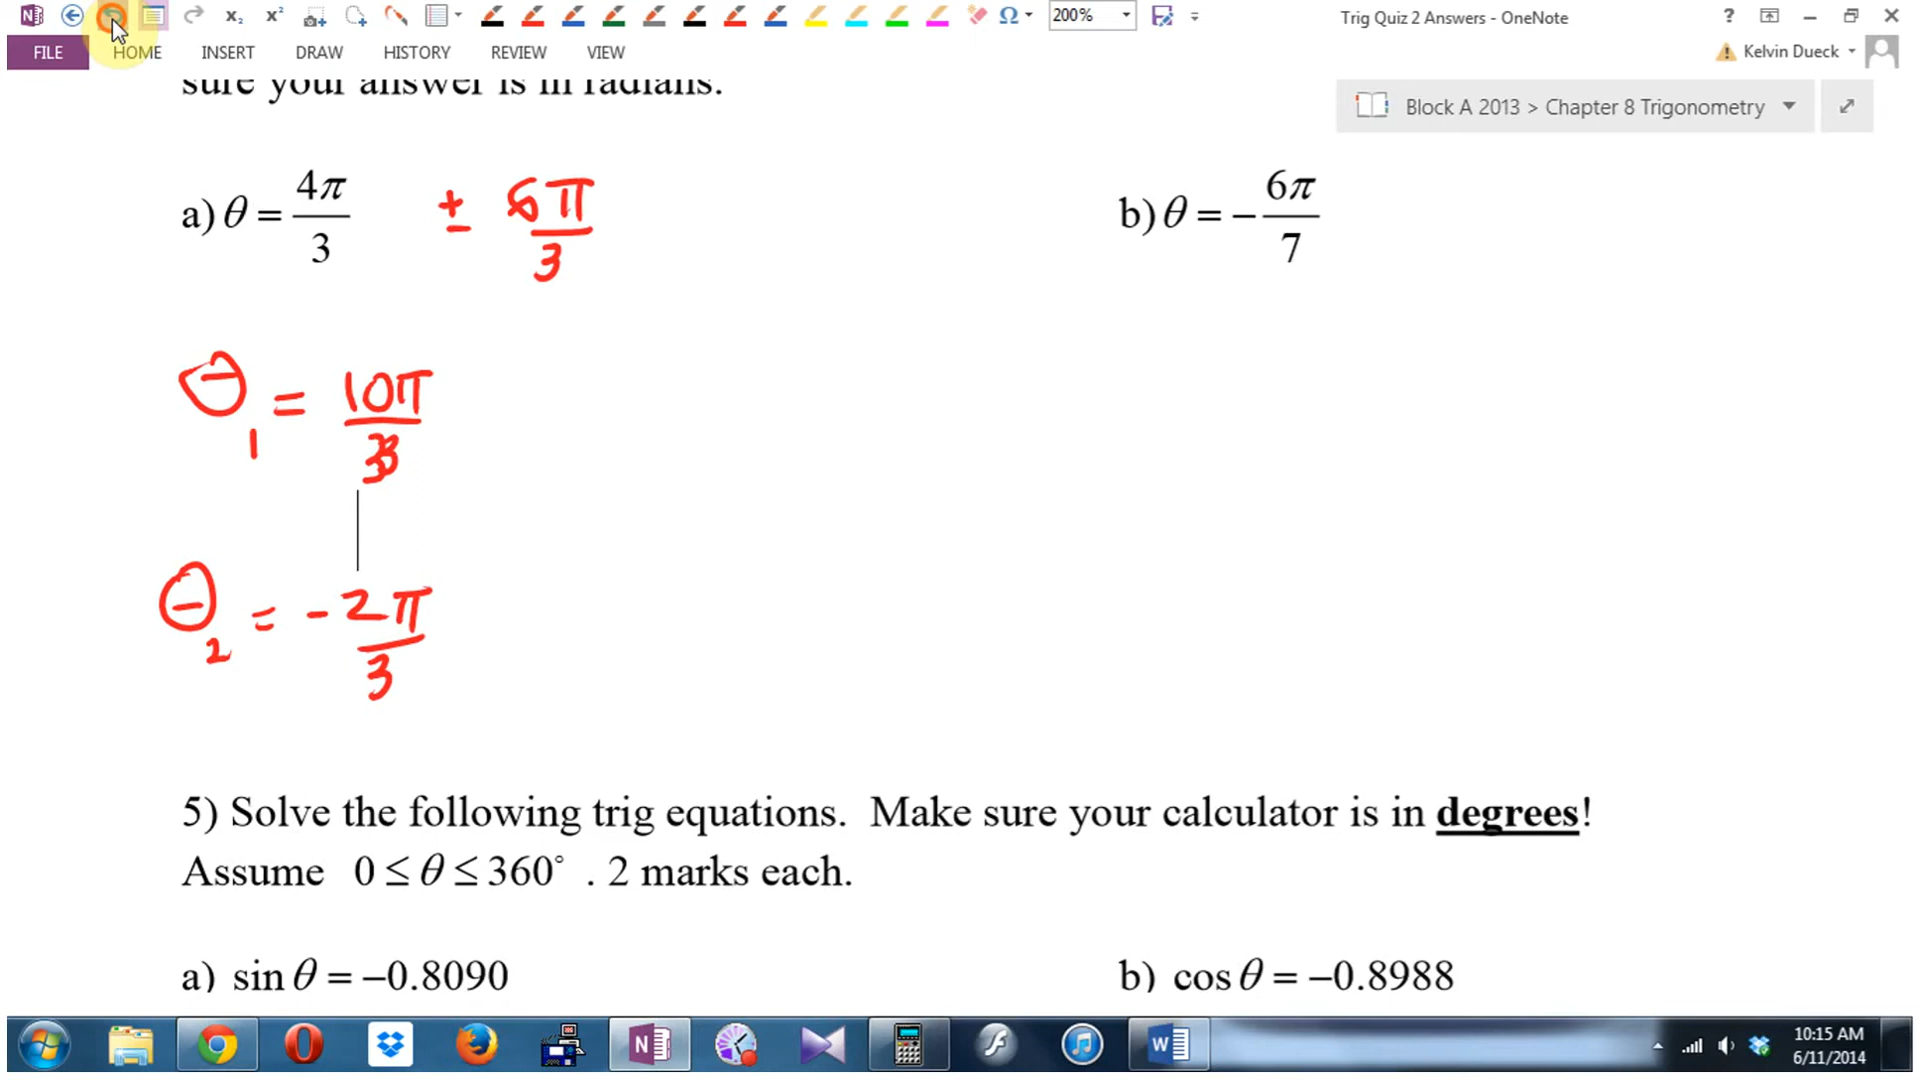 200%
Trig Quiz 2 Answers - OneNote
?
FILE HOME INSERT DRAW HISTORY REVIEW VIEW
Kelvin Dueck
sure your answer is in radians.
Block A 2013 > Chapter 8 Trigonometry
a) θ = 4π/3 ± 6π/3
b) θ = − 6π/7
θ₁ = 10π/3
θ₂ = - 2π/3
5) Solve the following trig equations. Make sure your calculator is in degrees!
Assume 0 ≤ θ ≤ 360° . 2 marks each.
a) sin θ = −0.8090
b) cos θ = −0.8988
10:15 AM
6/11/2014